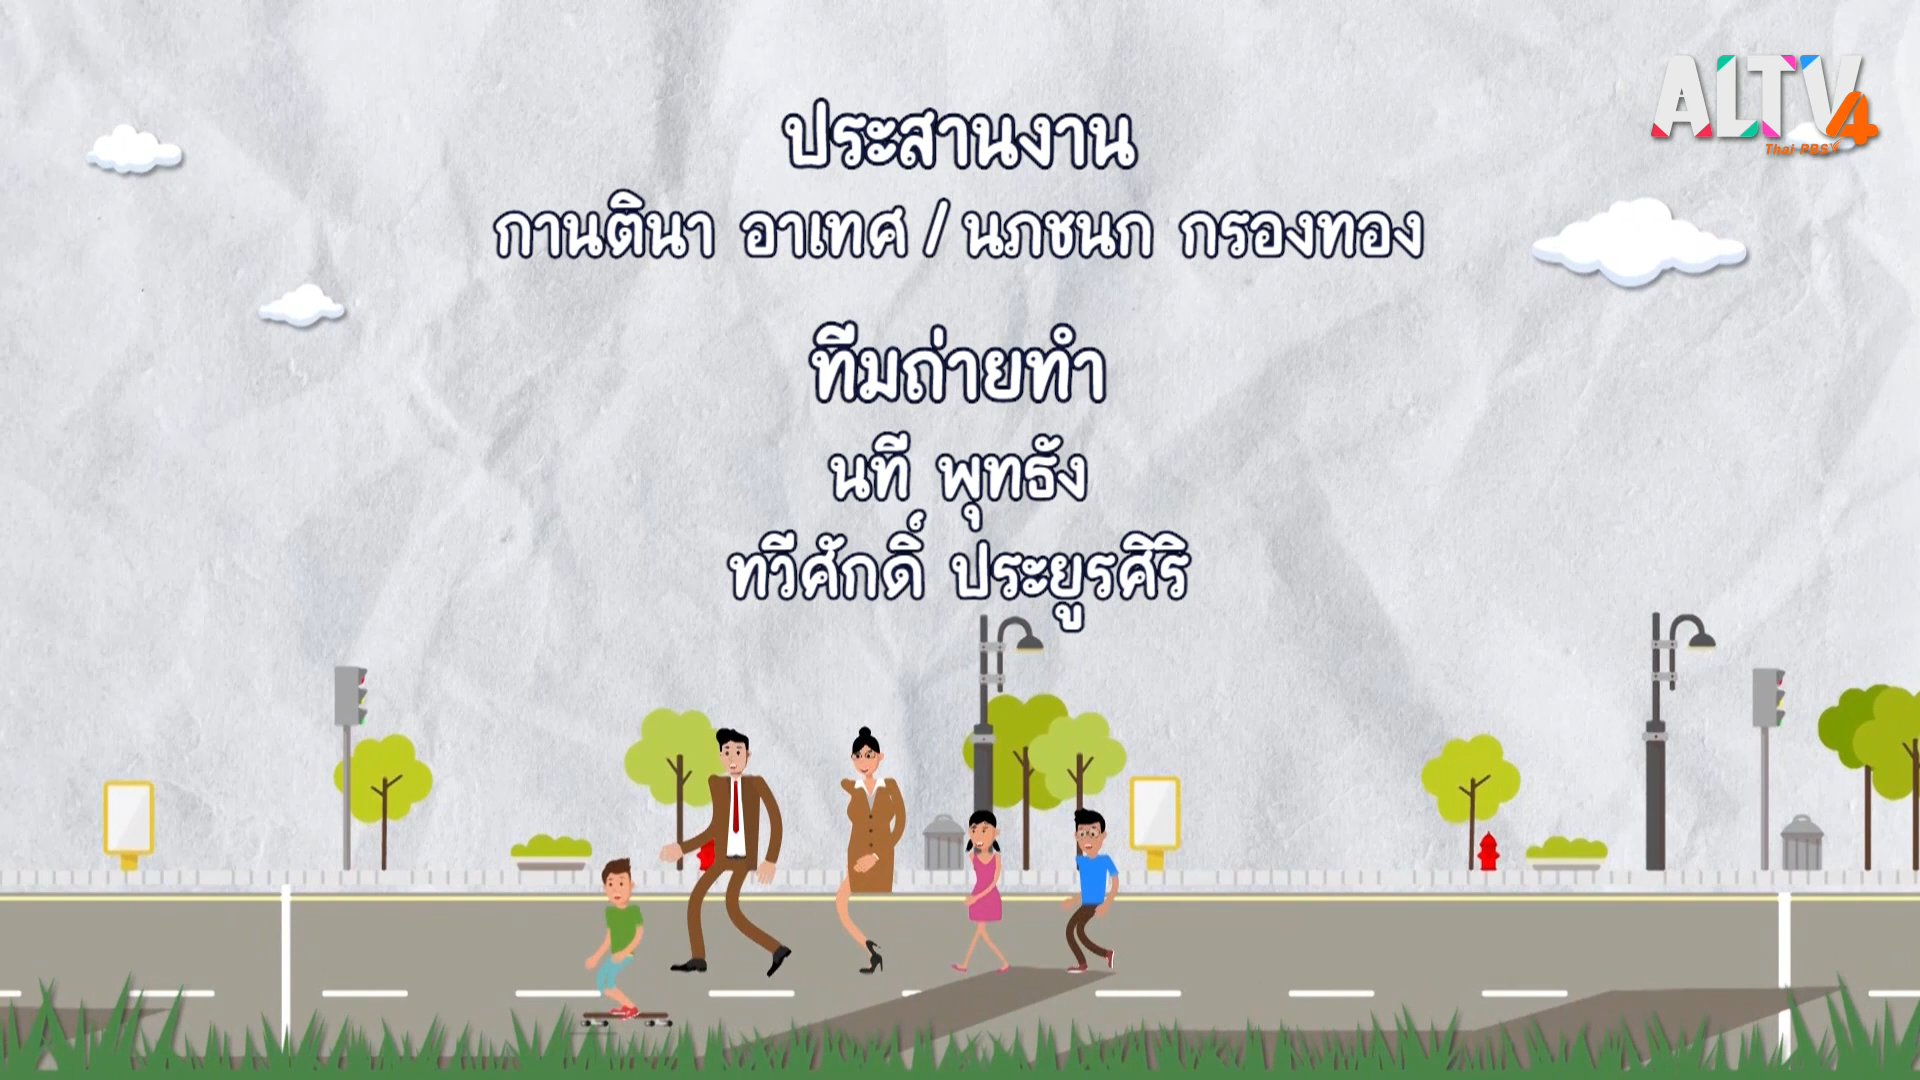 ALTV4
Thai PBS
ประสานงาน
กานตินา อาเทศ / นภชนก กรองทอง
ทีมถ่ายทำ
นที พุทธัง
ทวีศักดิ์ ประยูรศิริ